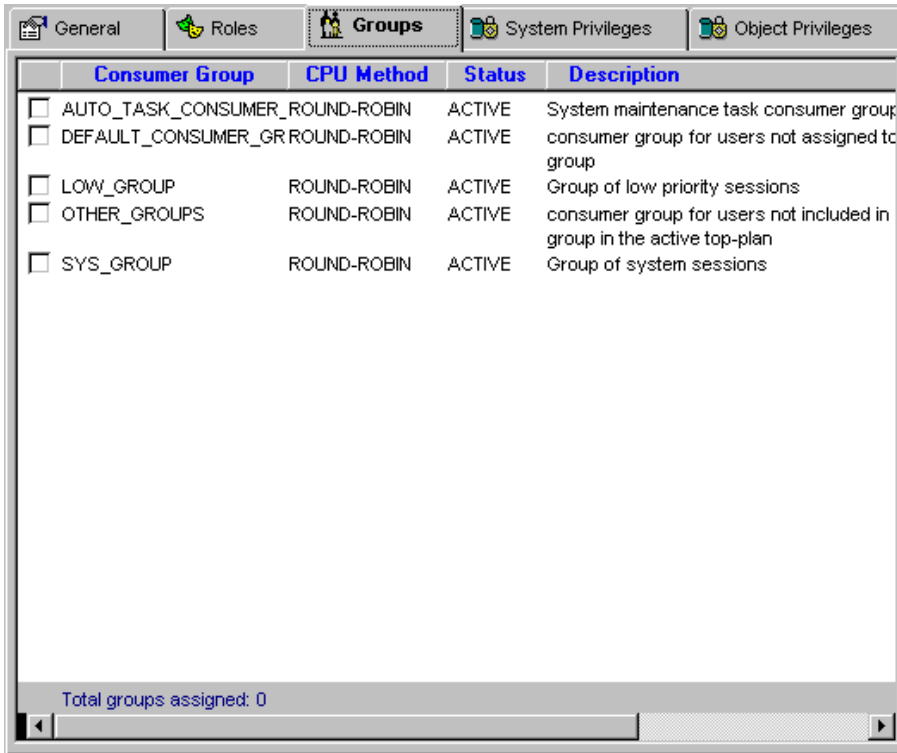 General Roles Groups System Privileges Object Privileges
Consumer Group CPU Method Status Description
AUTO_TASK_CONSUMER_ ROUND-ROBIN ACTIVE System maintenance task consumer group
DEFAULT_CONSUMER_GR ROUND-ROBIN ACTIVE consumer group for users not assigned to
group
LOW_GROUP ROUND-ROBIN ACTIVE Group of low priority sessions
OTHER_GROUPS ROUND-ROBIN ACTIVE consumer group for users not included in
group in the active top-plan
SYS_GROUP ROUND-ROBIN ACTIVE Group of system sessions
Total groups assigned: 0